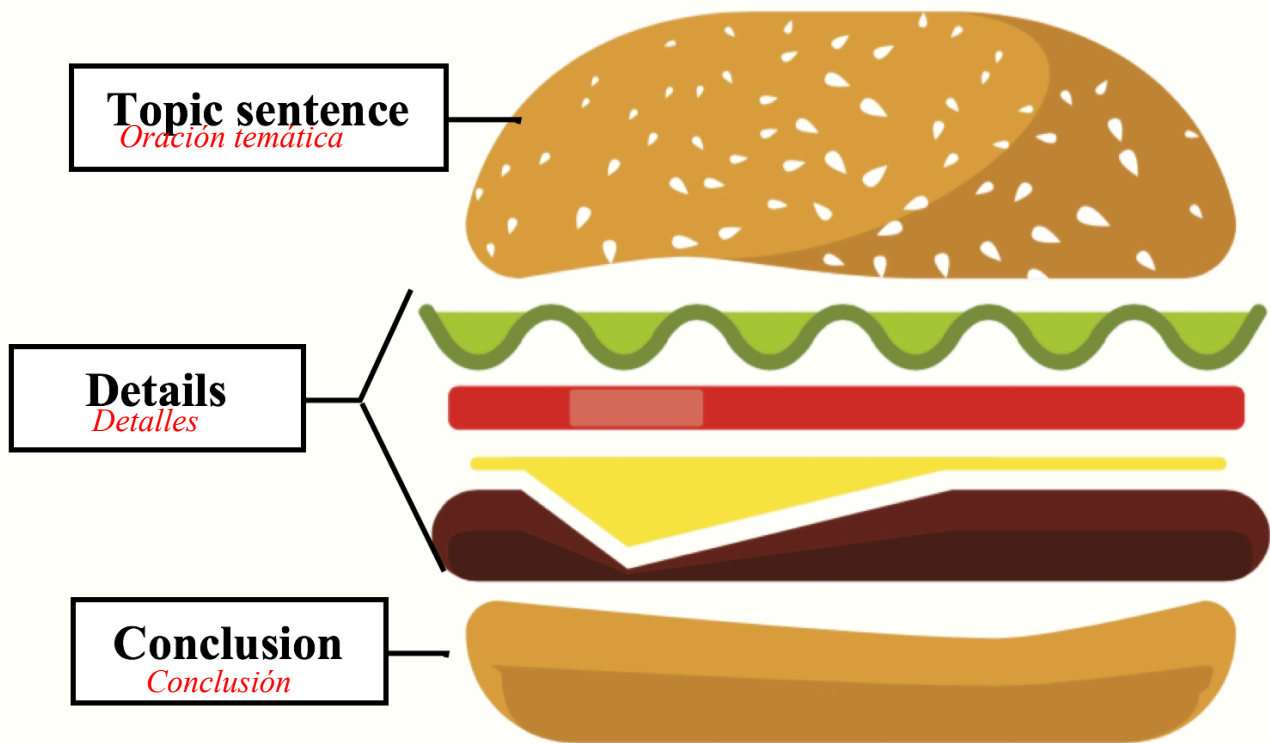 Topic sentence
Oración temática
Details
Detalles
Conclusion
Conclusión